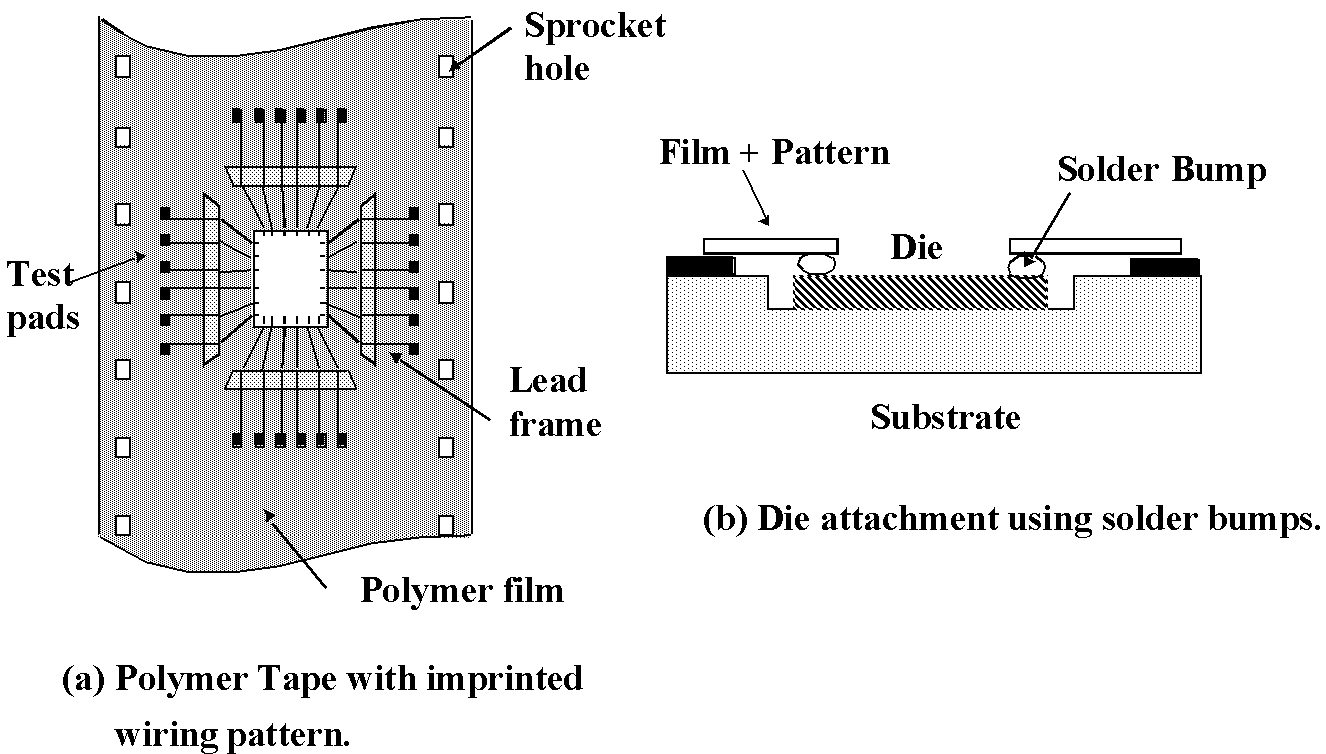 Sprocket
hole
Test
pads
Lead
frame
Polymer film
(a) Polymer Tape with imprinted
wiring pattern.
Film + Pattern
Solder Bump
Die
Substrate
(b) Die attachment using solder bumps.